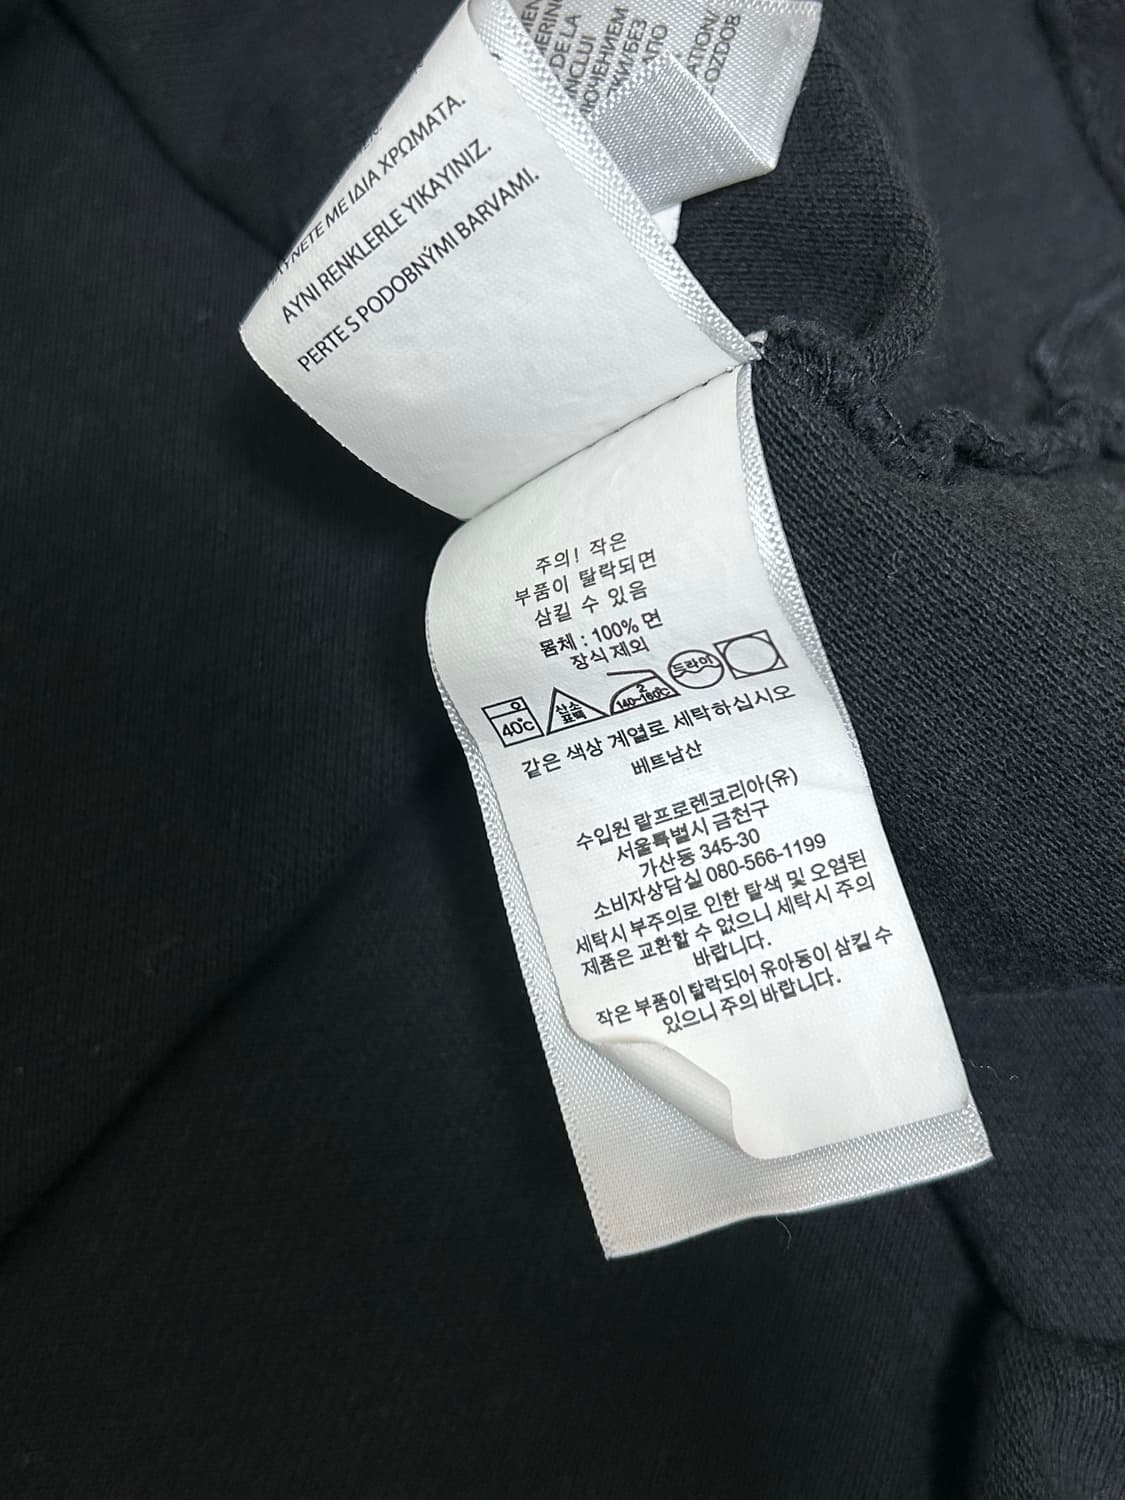 DE LA
ΧΡΩΜΑΤΑ.
ΜΕ ΙΔΙΑ
AYNI RENKLERLE YIKAYINIZ.
PERTE S PODOBNÝMI BARVAMI.
주의! 작은
부품이 탈락되면
삼킬 수 있음
몸체 : 100% 면
장식 제외
40℃
산소
표백
2
140~160℃
드라이
같은 색상 계열로 세탁하십시오
베트남산
수입원 랄프로렌코리아(유)
서울특별시 금천구
가산동 345-30
소비자상담실 080-566-1199
세탁시 부주의로 인한 탈색 및 오염된
제품은 교환할 수 없으니 세탁시 주의
바랍니다.
작은 부품이 탈락되어 유아동이 삼킬 수
있으니 주의 바랍니다.